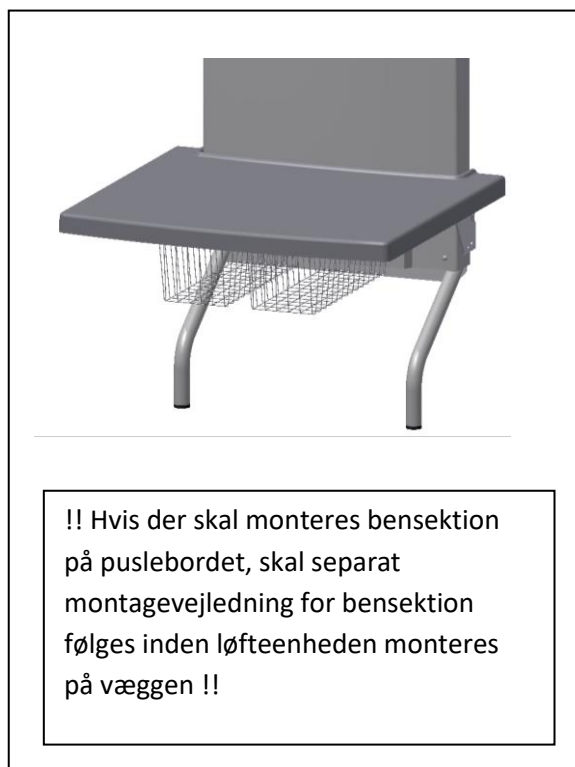 !! Hvis der skal monteres bensektion
på puslebordet, skal separat
montagevejledning for bensektion
følges inden løfteenheden monteres
på væggen !!